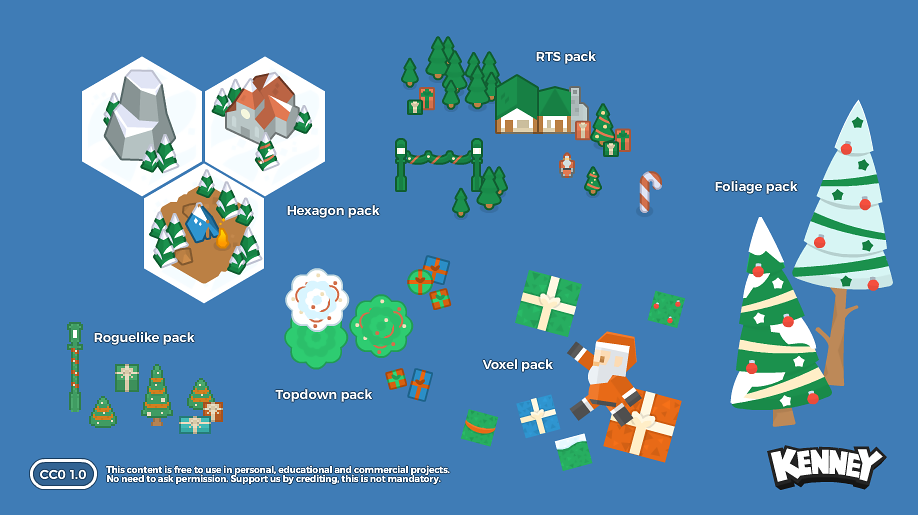 RTS pack
Foliage pack
Hexagon pack
Roguelike pack
Voxel pack
Topdown pack
CC0 1.0
This content is free to use in personal, educational and commercial projects.
No need to ask permission. Support us by crediting, this is not mandatory.
KENNEY